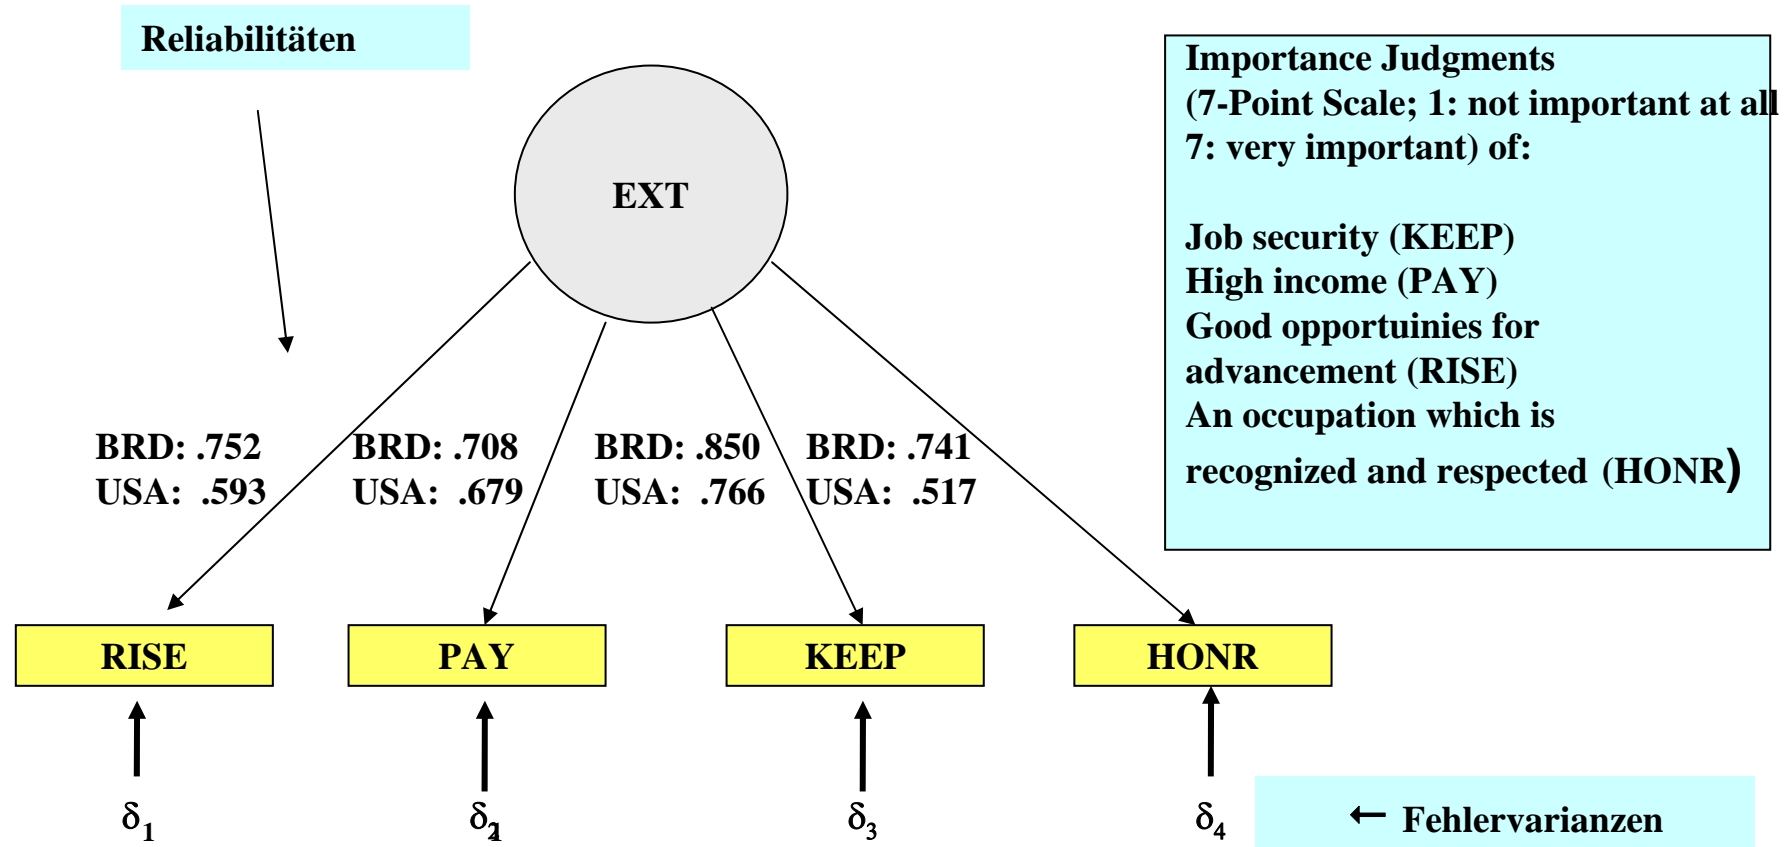 Reliabilitäten
Importance Judgments
(7-Point Scale; 1: not important at all
7: very important) of:
Job security (KEEP)
High income (PAY)
Good opportuinies for
advancement (RISE)
An occupation which is
recognized and respected (HONR)
EXT
BRD: .752
USA: .593
BRD: .708
USA: .679
BRD: .850
USA: .766
BRD: .741
USA: .517
RISE
PAY
KEEP
HONR
δ1
δ2
δ3
δ4
← Fehlervarianzen